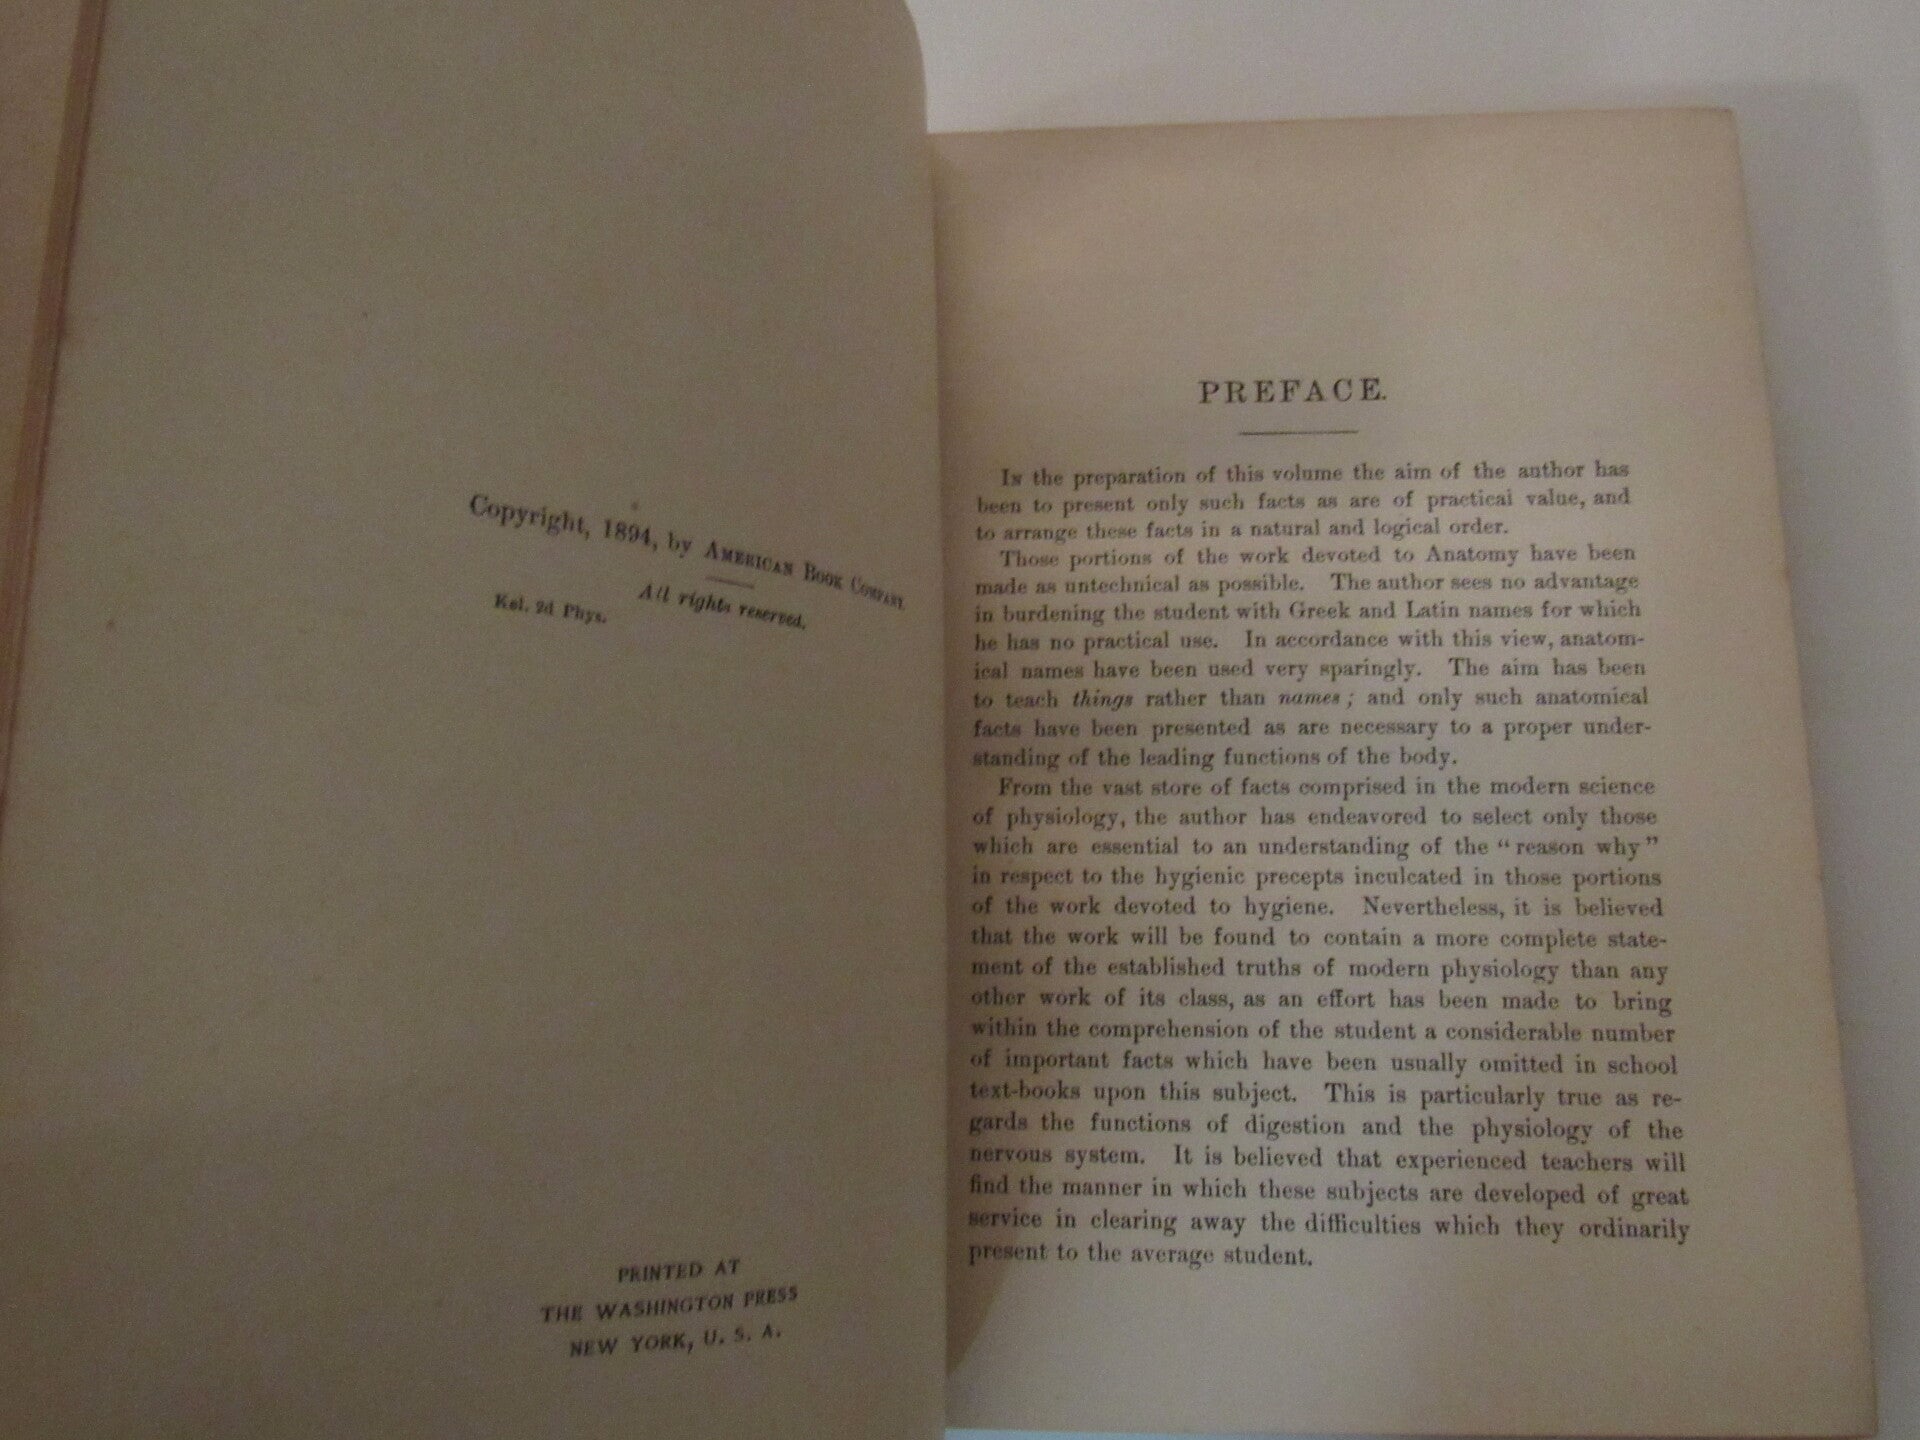 Copyright, 1894, by AMERICAN BOOK COMPANY.
All rights reserved.
Kel. 2d Phys.
PRINTED AT
THE WASHINGTON PRESS
NEW YORK, U. S. A.
PREFACE.
In the preparation of this volume the aim of the author has
been to present only such facts as are of practical value, and
to arrange these facts in a natural and logical order.
Those portions of the work devoted to Anatomy have been
made as untechnical as possible. The author sees no advantage
in burdening the student with Greek and Latin names for which
he has no practical use. In accordance with this view, anatom-
ical names have been used very sparingly. The aim has been
to teach things rather than names; and only such anatomical
facts have been presented as are necessary to a proper under-
standing of the leading functions of the body.
From the vast store of facts comprised in the modern science
of physiology, the author has endeavored to select only those
which are essential to an understanding of the "reason why"
in respect to the hygienic precepts inculcated in those portions
of the work devoted to hygiene. Nevertheless, it is believed
that the work will be found to contain a more complete state-
ment of the established truths of modern physiology than any
other work of its class, as an effort has been made to bring
within the comprehension of the student a considerable number
of important facts which have been usually omitted in school
text-books upon this subject. This is particularly true as re-
gards the functions of digestion and the physiology of the
nervous system. It is believed that experienced teachers will
find the manner in which these subjects are developed of great
service in clearing away the difficulties which they ordinarily
present to the average student.